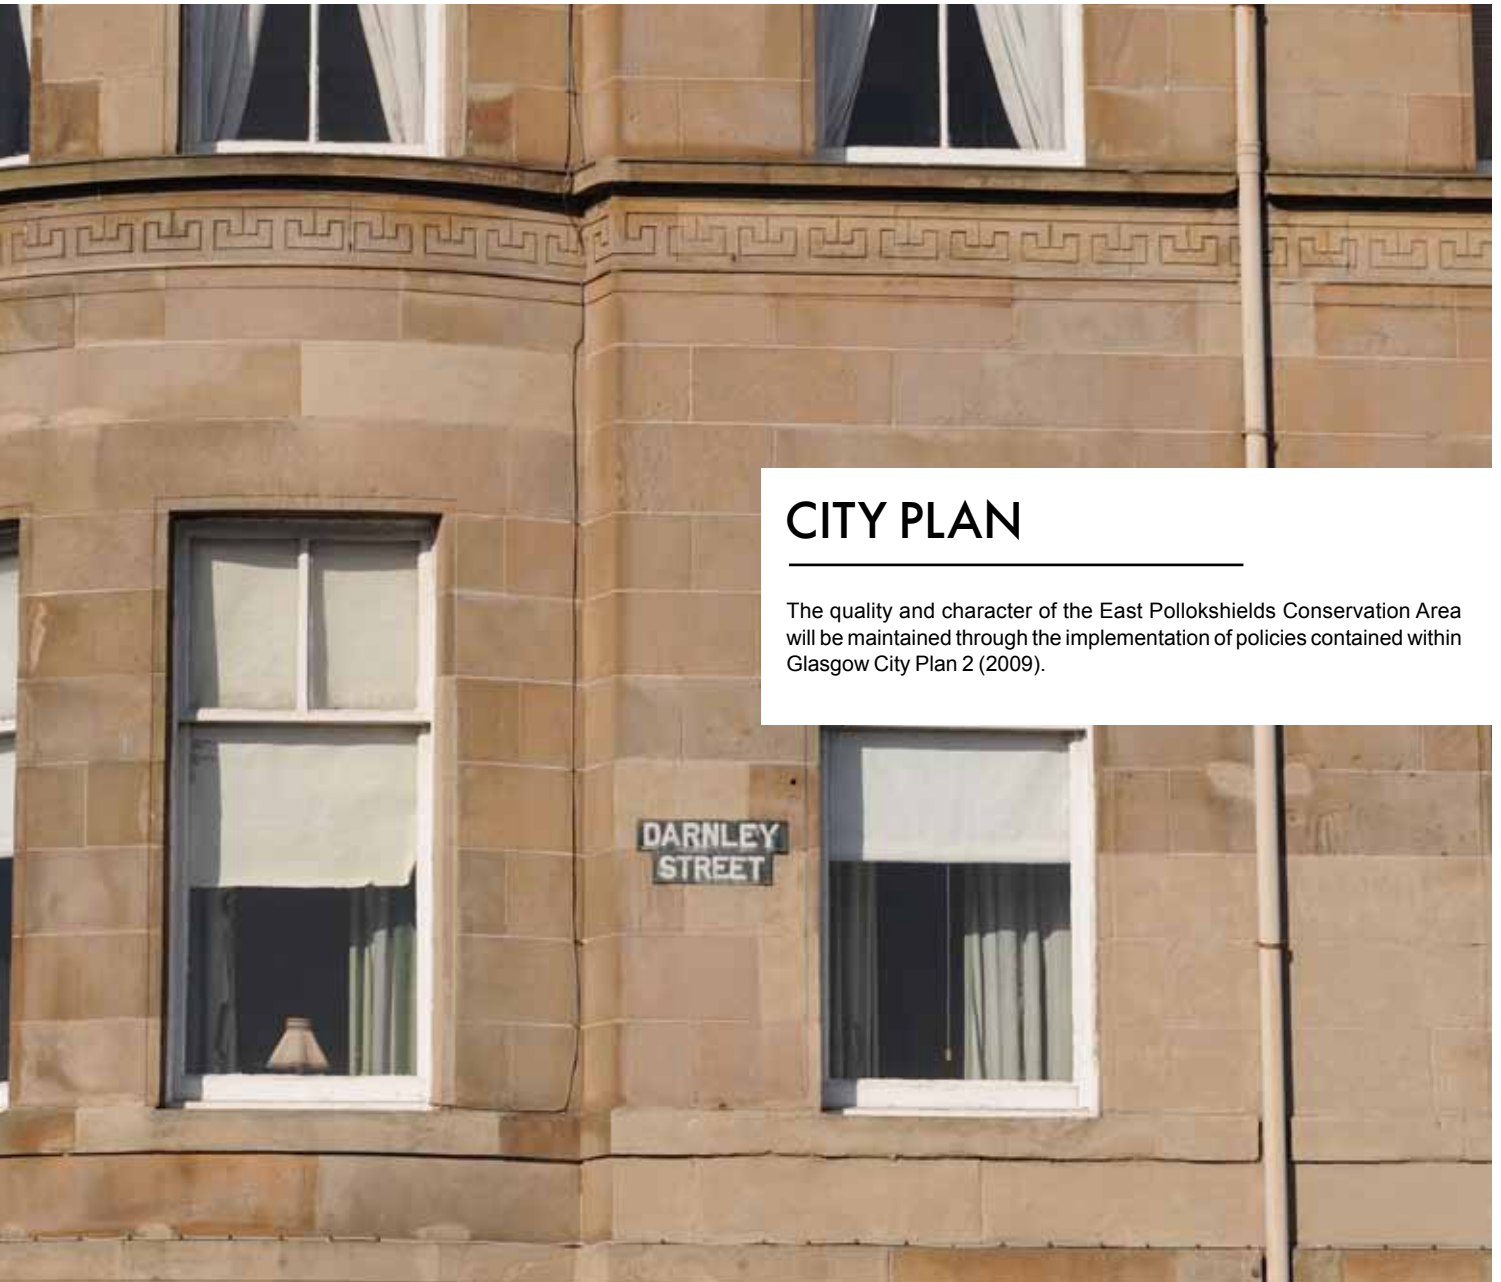 CITY PLAN
The quality and character of the East Pollokshields Conservation Area
will be maintained through the implementation of policies contained within
Glasgow City Plan 2 (2009).
DARNLEY
STREET